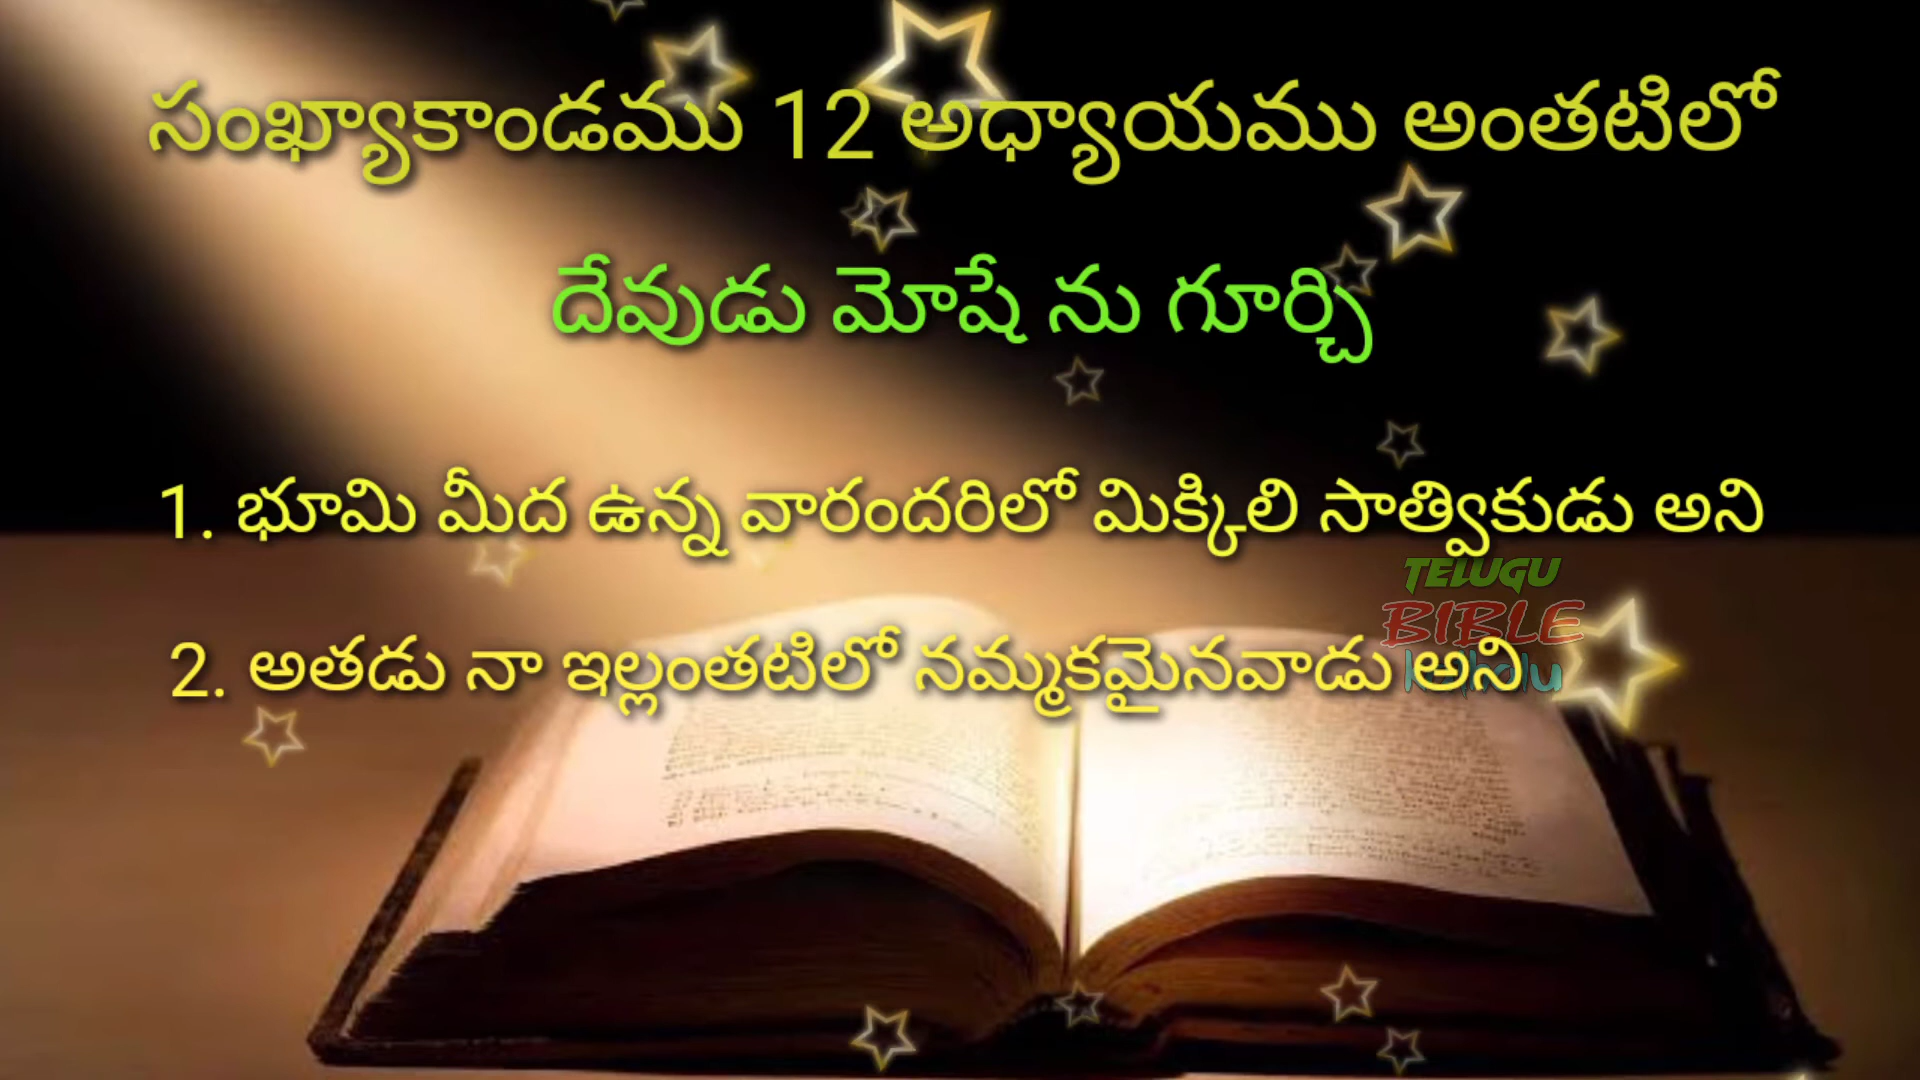 సంఖ్యాకాండము 12 అధ్యాయము అంతటిలో
దేవుడు మోషే ను గూర్చి
1. భూమి మీద ఉన్న వారందరిలో మిక్కిలి సాత్వికుడు అని
TELUGU
BIBLE
2. అతడు నా ఇల్లంతటిలో నమ్మకమైనవాడు అని